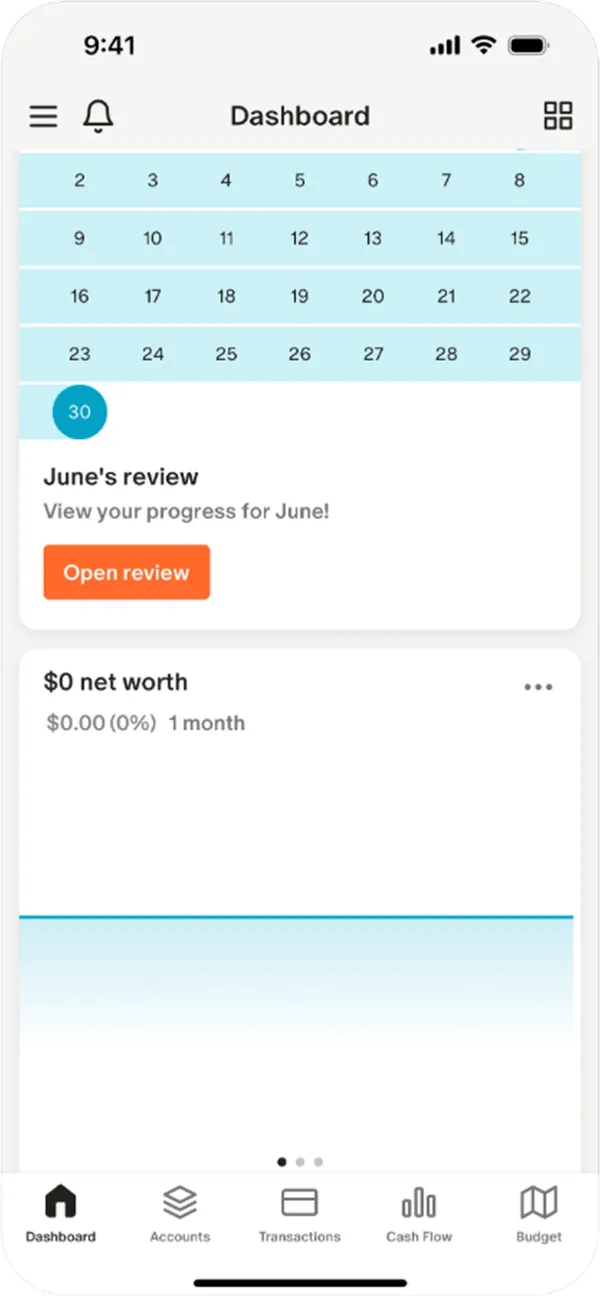 9:41
Dashboard
2 3 4 5 6 7 8
9 10 11 12 13 14 15
16 17 18 19 20 21 22
23 24 25 26 27 28 29
30
June's review
View your progress for June!
Open review
$0 net worth
$0.00 (0%) 1 month
Dashboard Accounts Transactions Cash Flow Budget